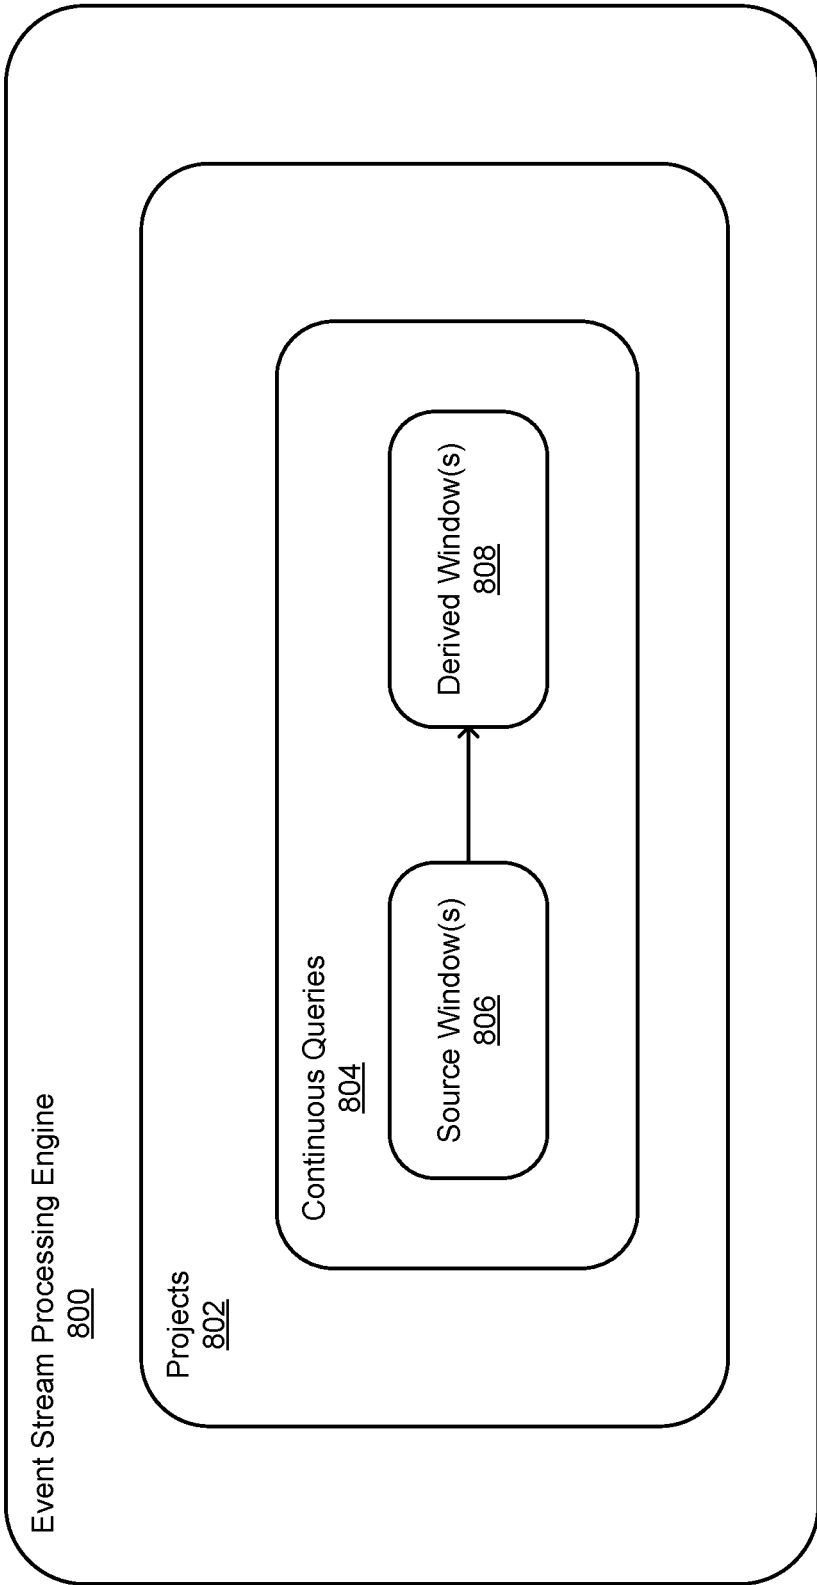 Event Stream Processing Engine
800
Projects
802
Continuous Queries
804
Source Window(s)
806
Derived Window(s)
808